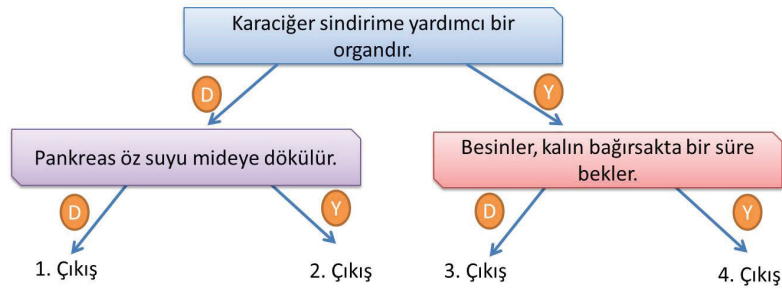 Karaciğer sindirime yardımcı bir
organdır.
D
Y
Pankreas öz suyu mideye dökülür.
Besinler, kalın bağırsakta bir süre
bekler.
D
Y
D
Y
1. Çıkış
2. Çıkış
3. Çıkış
4. Çıkış